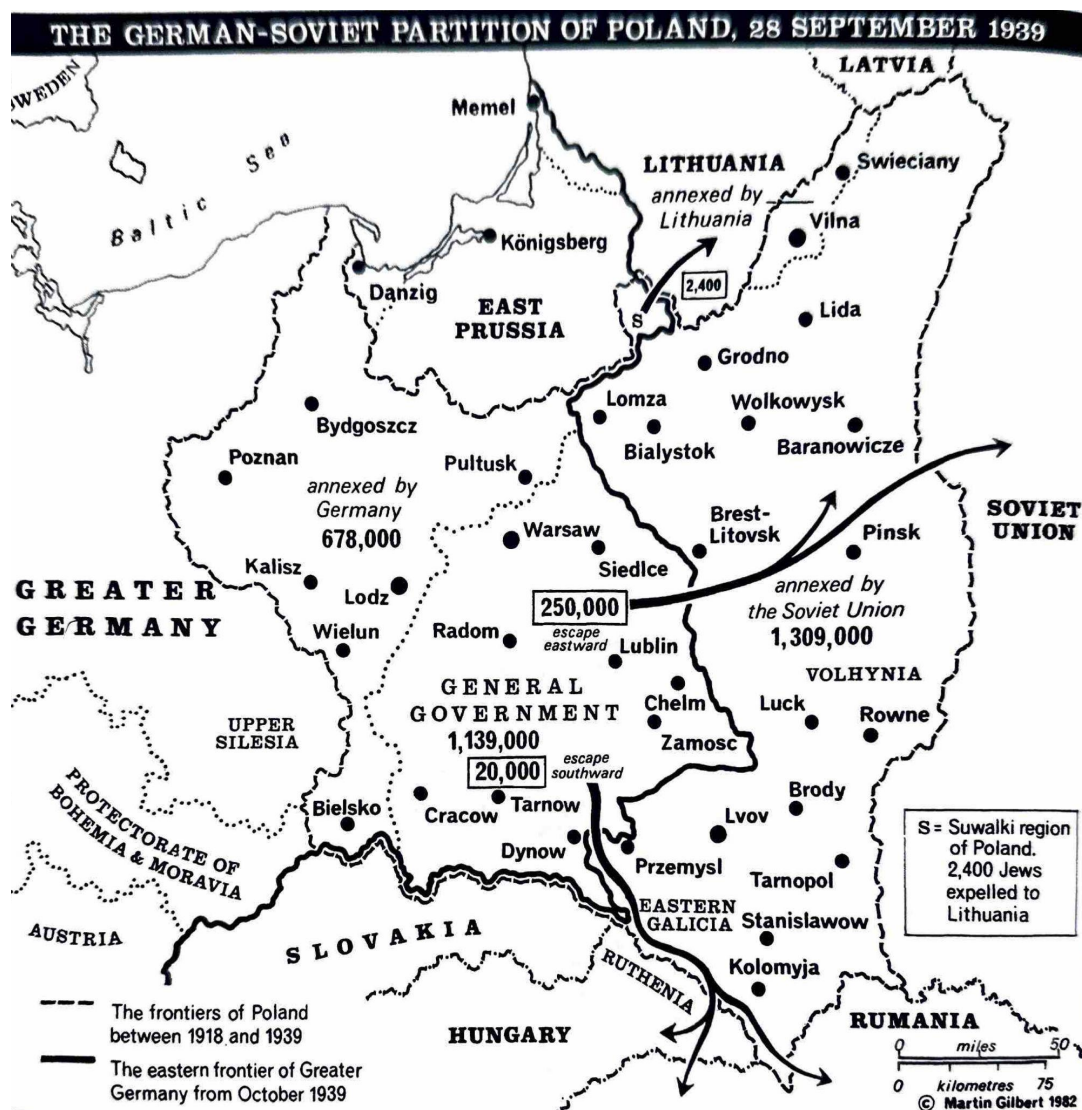 THE GERMAN-SOVIET PARTITION OF POLAND, 28 SEPTEMBER 1939
SWEDEN
LATVIA
Memel
Baltic Sea
LITHUANIA
annexed by
Lithuania
Swieciany
Vilna
Königsberg
Danzig
2,400
EAST
PRUSSIA
S
Lida
Grodno
Lomza
Wolkowysk
Bydgoszcz
Bialystok
Baranowicze
Poznan
Pultusk
annexed by
Germany
678,000
SOVIET
UNION
Warsaw
Brest-
Litovsk
Pinsk
Siedlce
Kalisz
Lodz
GREATER
GERMANY
annexed by
the Soviet Union
1,309,000
250,000
escape
eastward
Wielun
Radom
Lublin
VOLHYNIA
GENERAL
GOVERNMENT
1,139,000
Chelm
Luck
Rowne
UPPER
SILESIA
Zamosc
20,000
escape
southward
PROTECTORATE OF
BOHEMIA & MORAVIA
Bielsko
Cracow
Tarnow
Brody
Lvov
Dynow
Przemysl
Tarnopol
S = Suwalki region
of Poland.
2,400 Jews
expelled to
Lithuania
AUSTRIA
SLOVAKIA
EASTERN
GALICIA
Stanislawow
RUTHENIA
Kolomyja
HUNGARY
RUMANIA
The frontiers of Poland
between 1918 and 1939
The eastern frontier of Greater
Germany from October 1939
0 miles 50
0 kilometres 75
© Martin Gilbert 1982